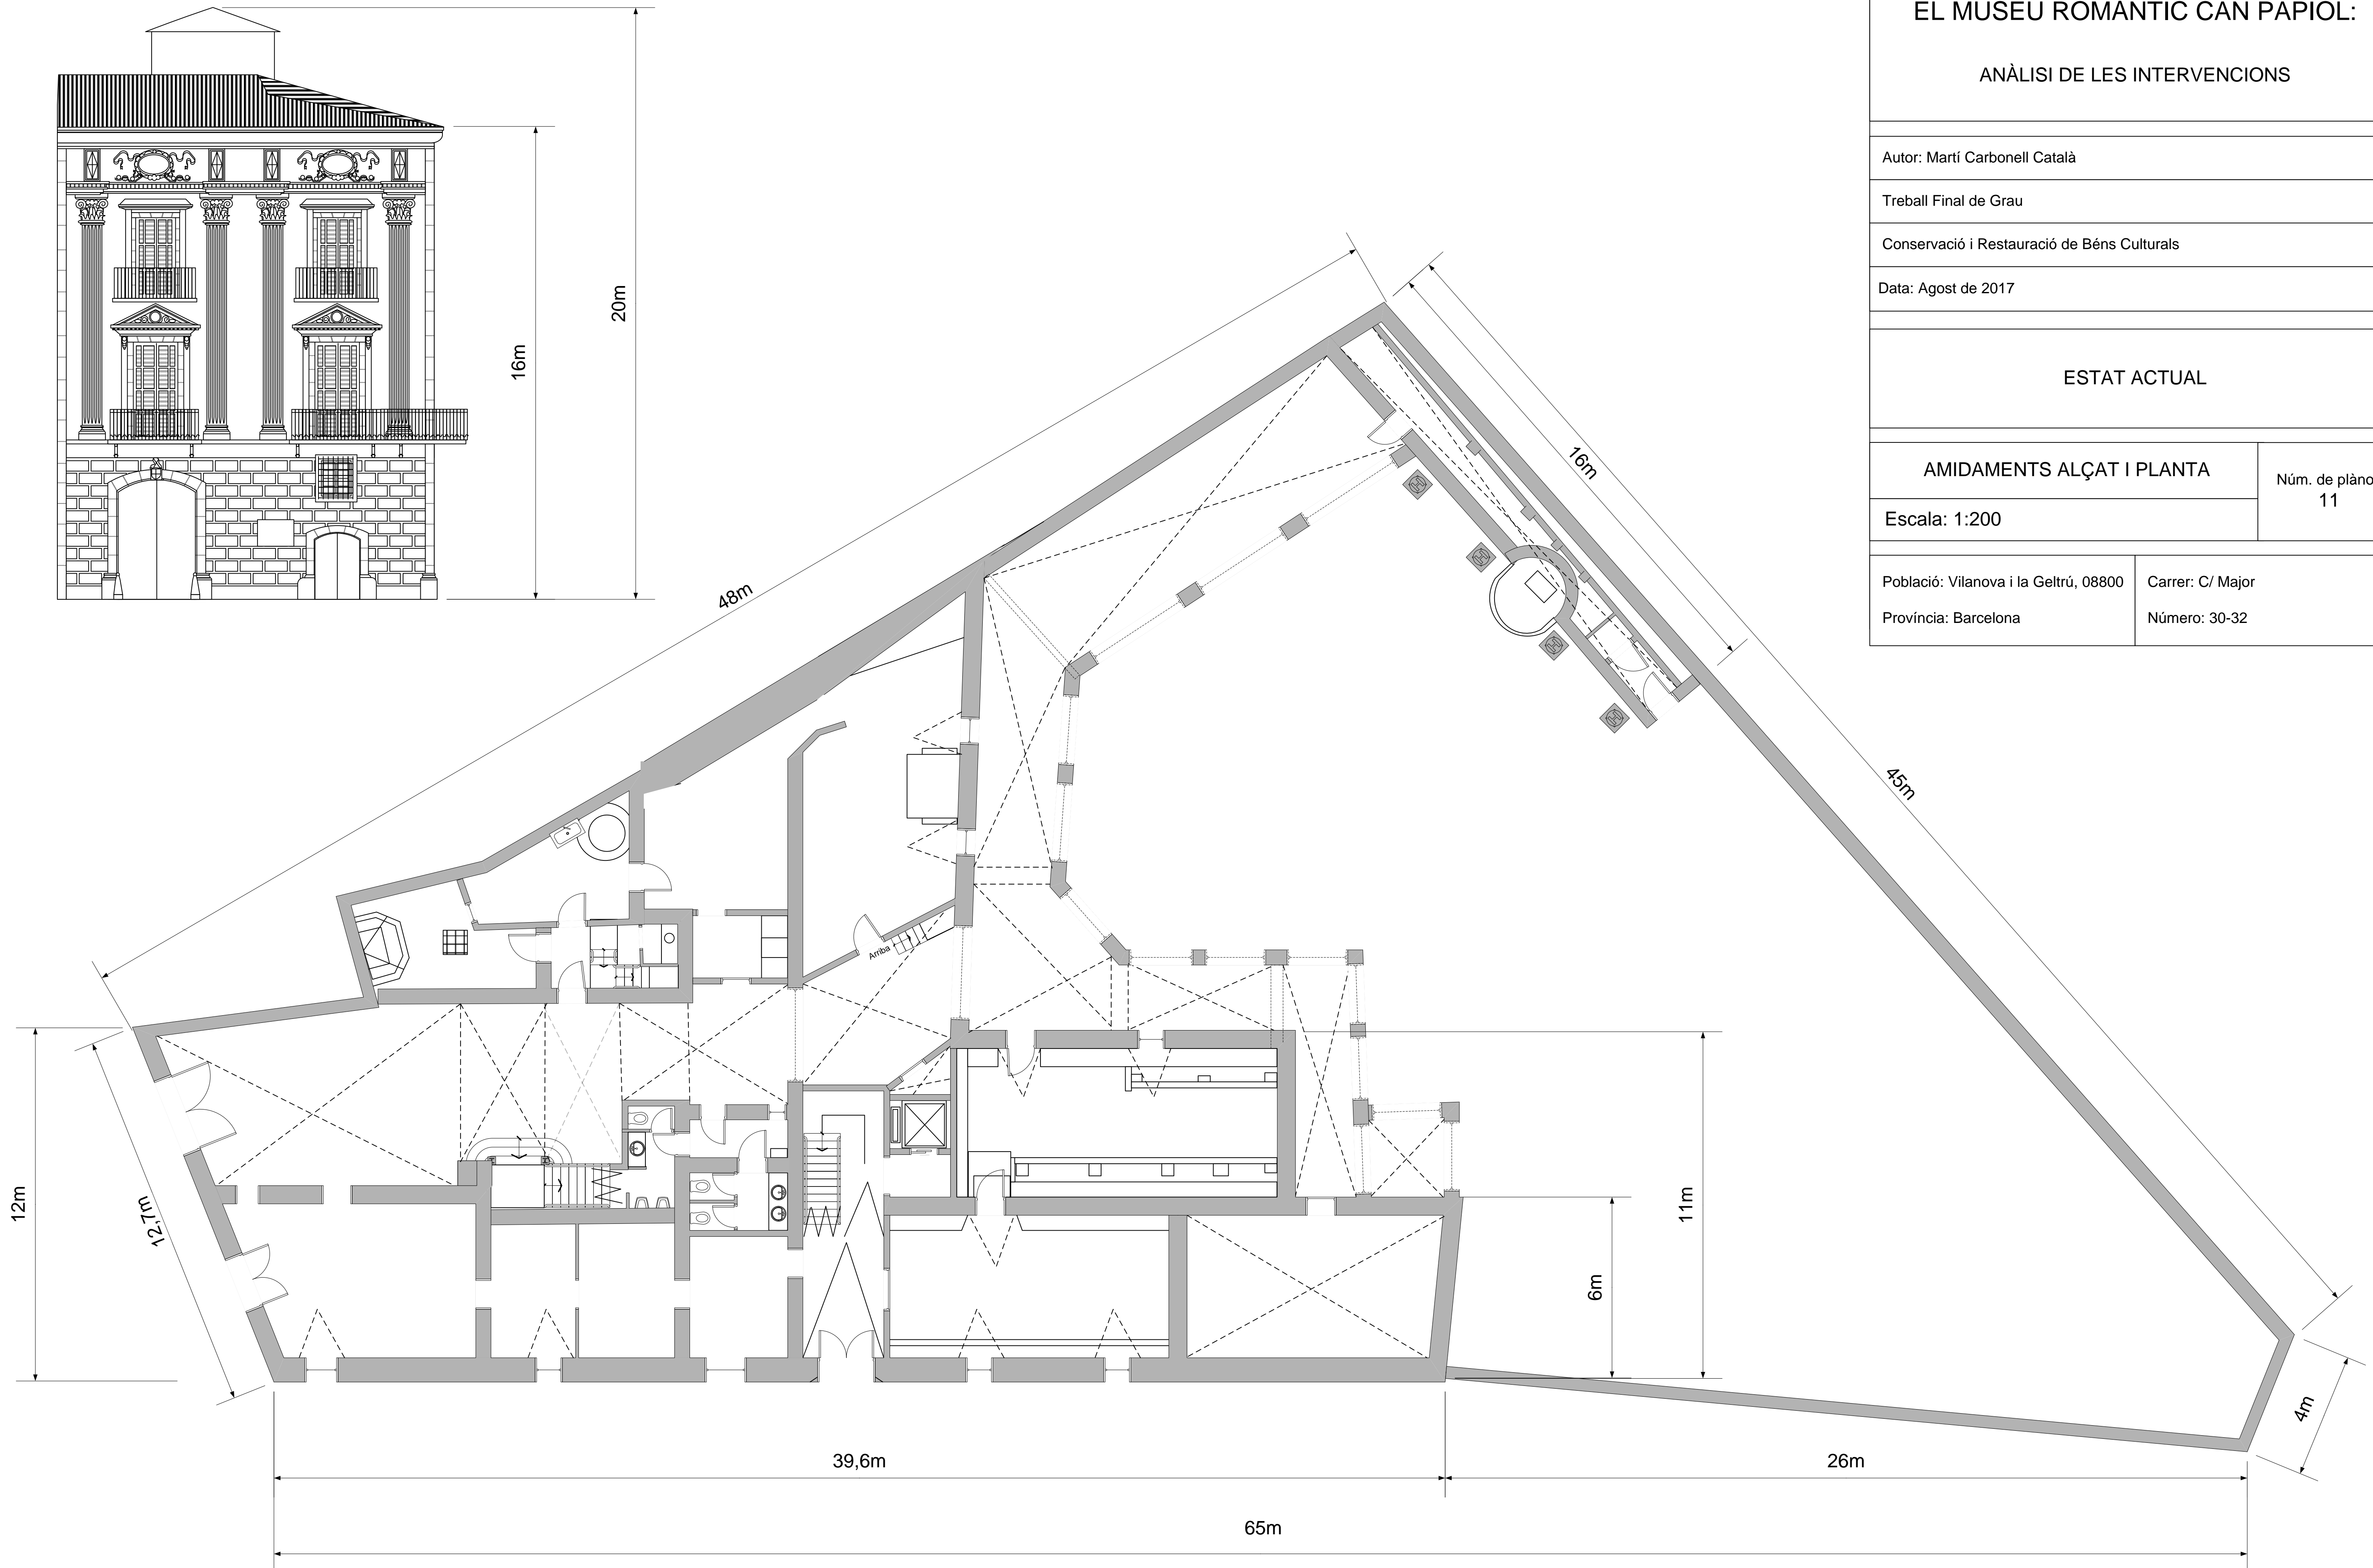 EL MUSEU ROMÀNTIC CAN PAPIOL:
ANÀLISI DE LES INTERVENCIONS
Autor: Martí Carbonell Català
Treball Final de Grau
Conservació i Restauració de Béns Culturals
Data: Agost de 2017
ESTAT ACTUAL
AMIDAMENTS ALÇAT I PLANTA
Escala: 1:200
Núm. de plàno
11
Població: Vilanova i la Geltrú, 08800
Província: Barcelona
Carrer: C/ Major
Número: 30-32
20m
16m
48m
16m
45m
Arriba
12m
12,7m
11m
6m
4m
39,6m
26m
65m